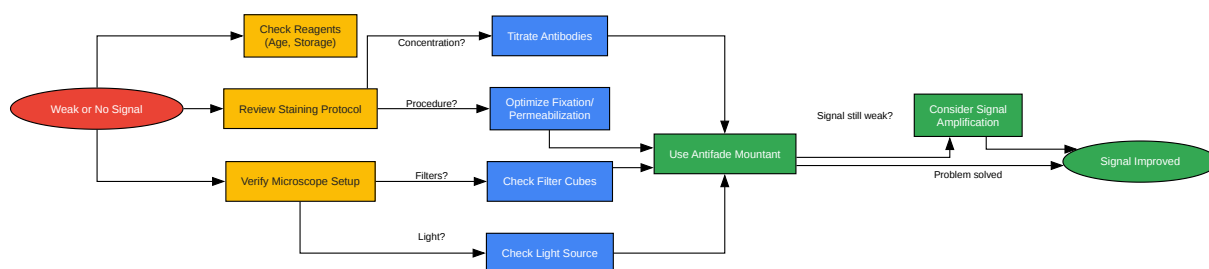 Check Reagents
(Age, Storage)
Concentration?
Titrate Antibodies
Weak or No Signal
Review Staining Protocol
Procedure?
Optimize Fixation/
Permeabilization
Signal still weak?
Consider Signal
Amplification
Use Antifade Mountant
Signal Improved
Problem solved
Verify Microscope Setup
Filters?
Check Filter Cubes
Light?
Check Light Source